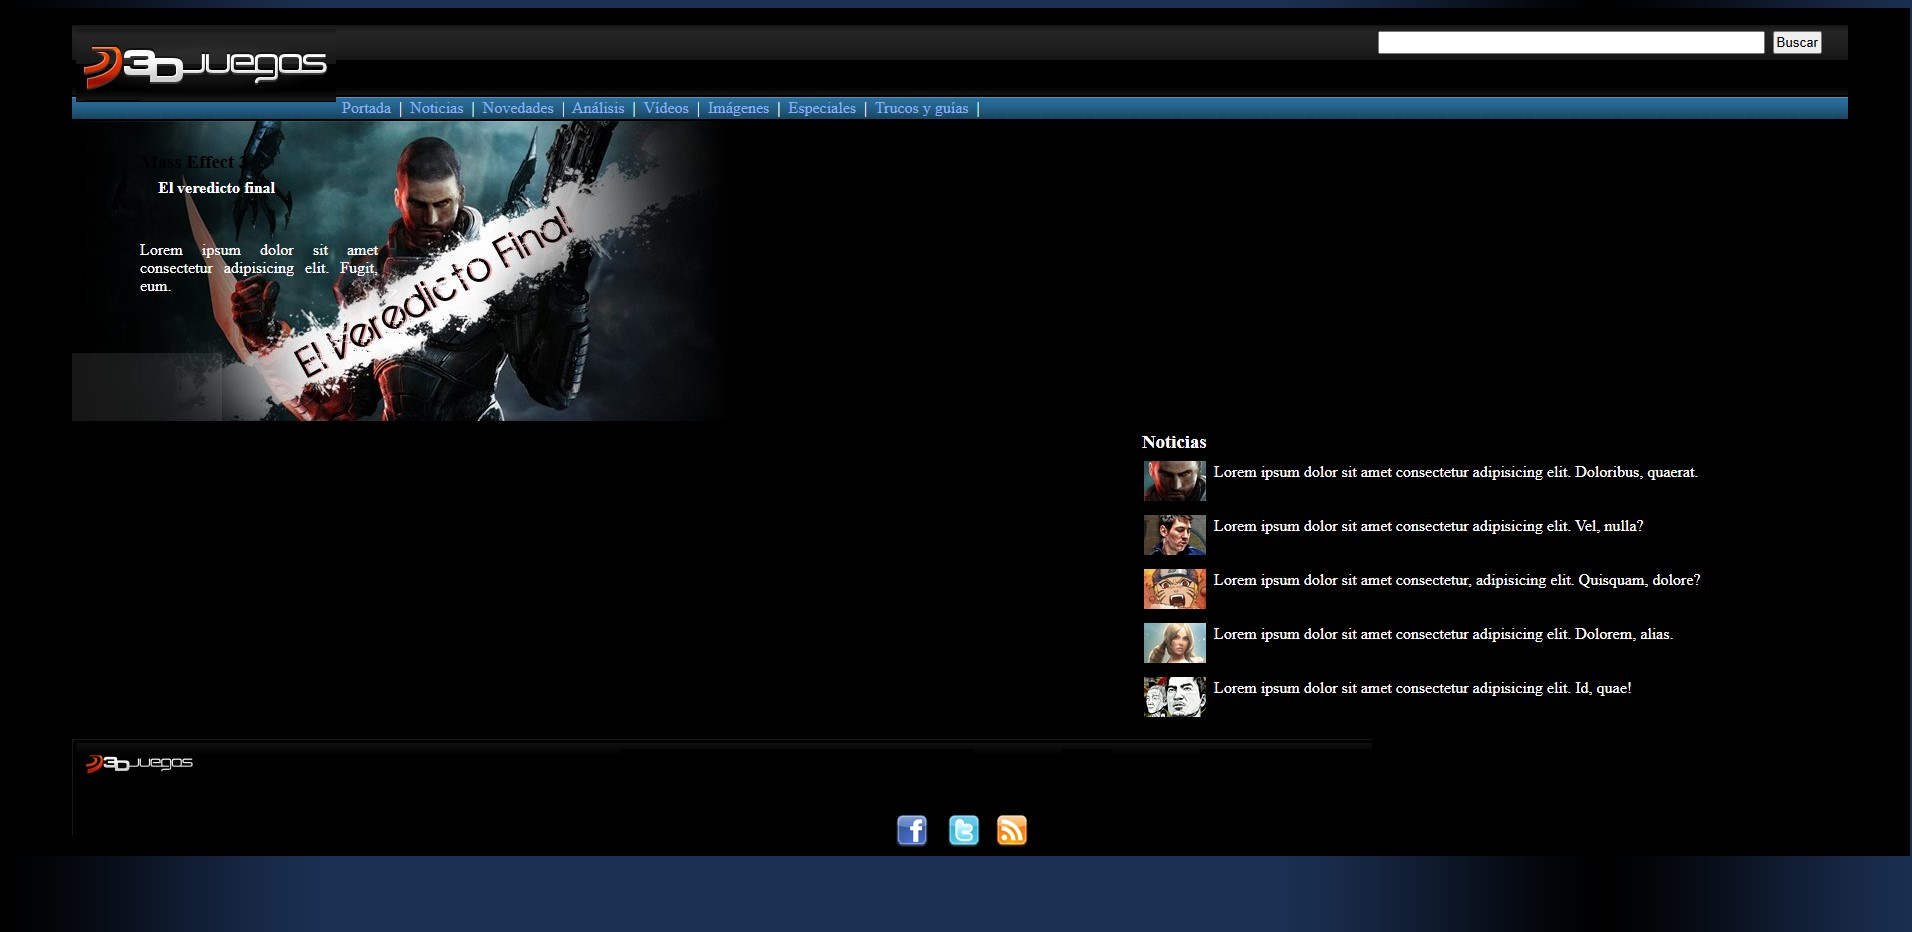 3DJuegos
Buscar
Portada | Noticias | Novedades | Análisis | Vídeos | Imágenes | Especiales | Trucos y guías |
Mass Effect 3
El veredicto final
Lorem ipsum dolor sit amet
consectetur adipisicing elit. Fugit,
eum.
El Veredicto Final
Noticias
Lorem ipsum dolor sit amet consectetur adipisicing elit. Doloribus, quaerat.
Lorem ipsum dolor sit amet consectetur adipisicing elit. Vel, nulla?
Lorem ipsum dolor sit amet consectetur, adipisicing elit. Quisquam, dolore?
Lorem ipsum dolor sit amet consectetur adipisicing elit. Dolorem, alias.
Lorem ipsum dolor sit amet consectetur adipisicing elit. Id, quae!
3DJuegos